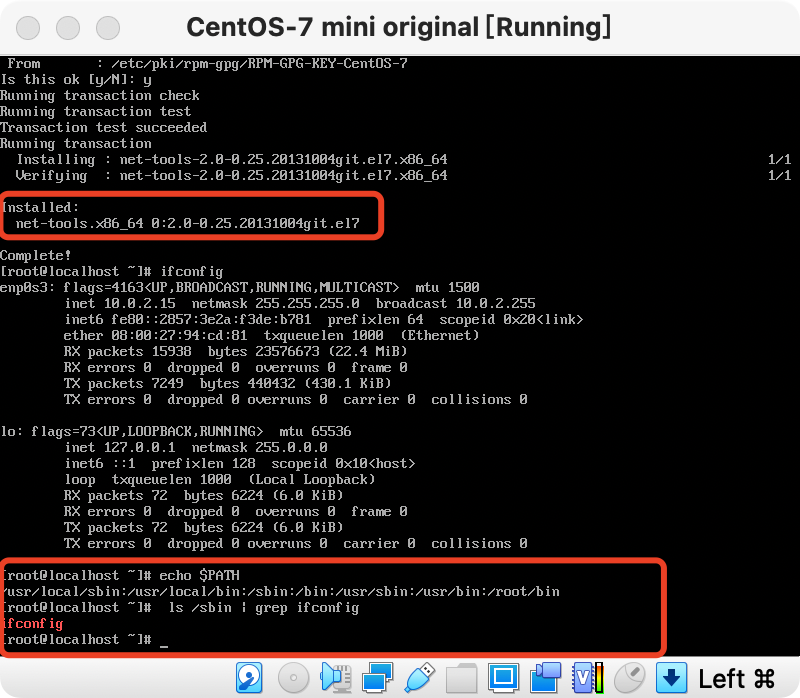 CentOS-7 mini original [Running]
From       : /etc/pki/rpm-gpg/RPM-GPG-KEY-CentOS-7
Is this ok [y/N]: y
Running transaction check
Running transaction test
Transaction test succeeded
Running transaction
  Installing : net-tools-2.0-0.25.20131004git.el7.x86_64                                        1/1
  Verifying  : net-tools-2.0-0.25.20131004git.el7.x86_64                                        1/1
Installed:
  net-tools.x86_64 0:2.0-0.25.20131004git.el7
Complete!
[root@localhost ~]# ifconfig
enp0s3: flags=4163<UP,BROADCAST,RUNNING,MULTICAST>  mtu 1500
        inet 10.0.2.15  netmask 255.255.255.0  broadcast 10.0.2.255
        inet6 fe80::2857:3e2a:f3de:b781  prefixlen 64  scopeid 0x20<link>
        ether 08:00:27:94:cd:81  txqueuelen 1000  (Ethernet)
        RX packets 15938  bytes 23576673 (22.4 MiB)
        RX errors 0  dropped 0  overruns 0  frame 0
        TX packets 7249  bytes 440432 (430.1 KiB)
        TX errors 0  dropped 0 overruns 0  carrier 0  collisions 0
lo: flags=73<UP,LOOPBACK,RUNNING>  mtu 65536
        inet 127.0.0.1  netmask 255.0.0.0
        inet6 ::1  prefixlen 128  scopeid 0x10<host>
        loop  txqueuelen 1000  (Local Loopback)
        RX packets 72  bytes 6224 (6.0 KiB)
        RX errors 0  dropped 0  overruns 0  frame 0
        TX packets 72  bytes 6224 (6.0 KiB)
        TX errors 0  dropped 0 overruns 0  carrier 0  collisions 0
[root@localhost ~]# echo $PATH
/usr/local/sbin:/usr/local/bin:/sbin:/bin:/usr/sbin:/usr/bin:/root/bin
[root@localhost ~]#  ls /sbin | grep ifconfig
ifconfig
[root@localhost ~]# _
Left ⌘